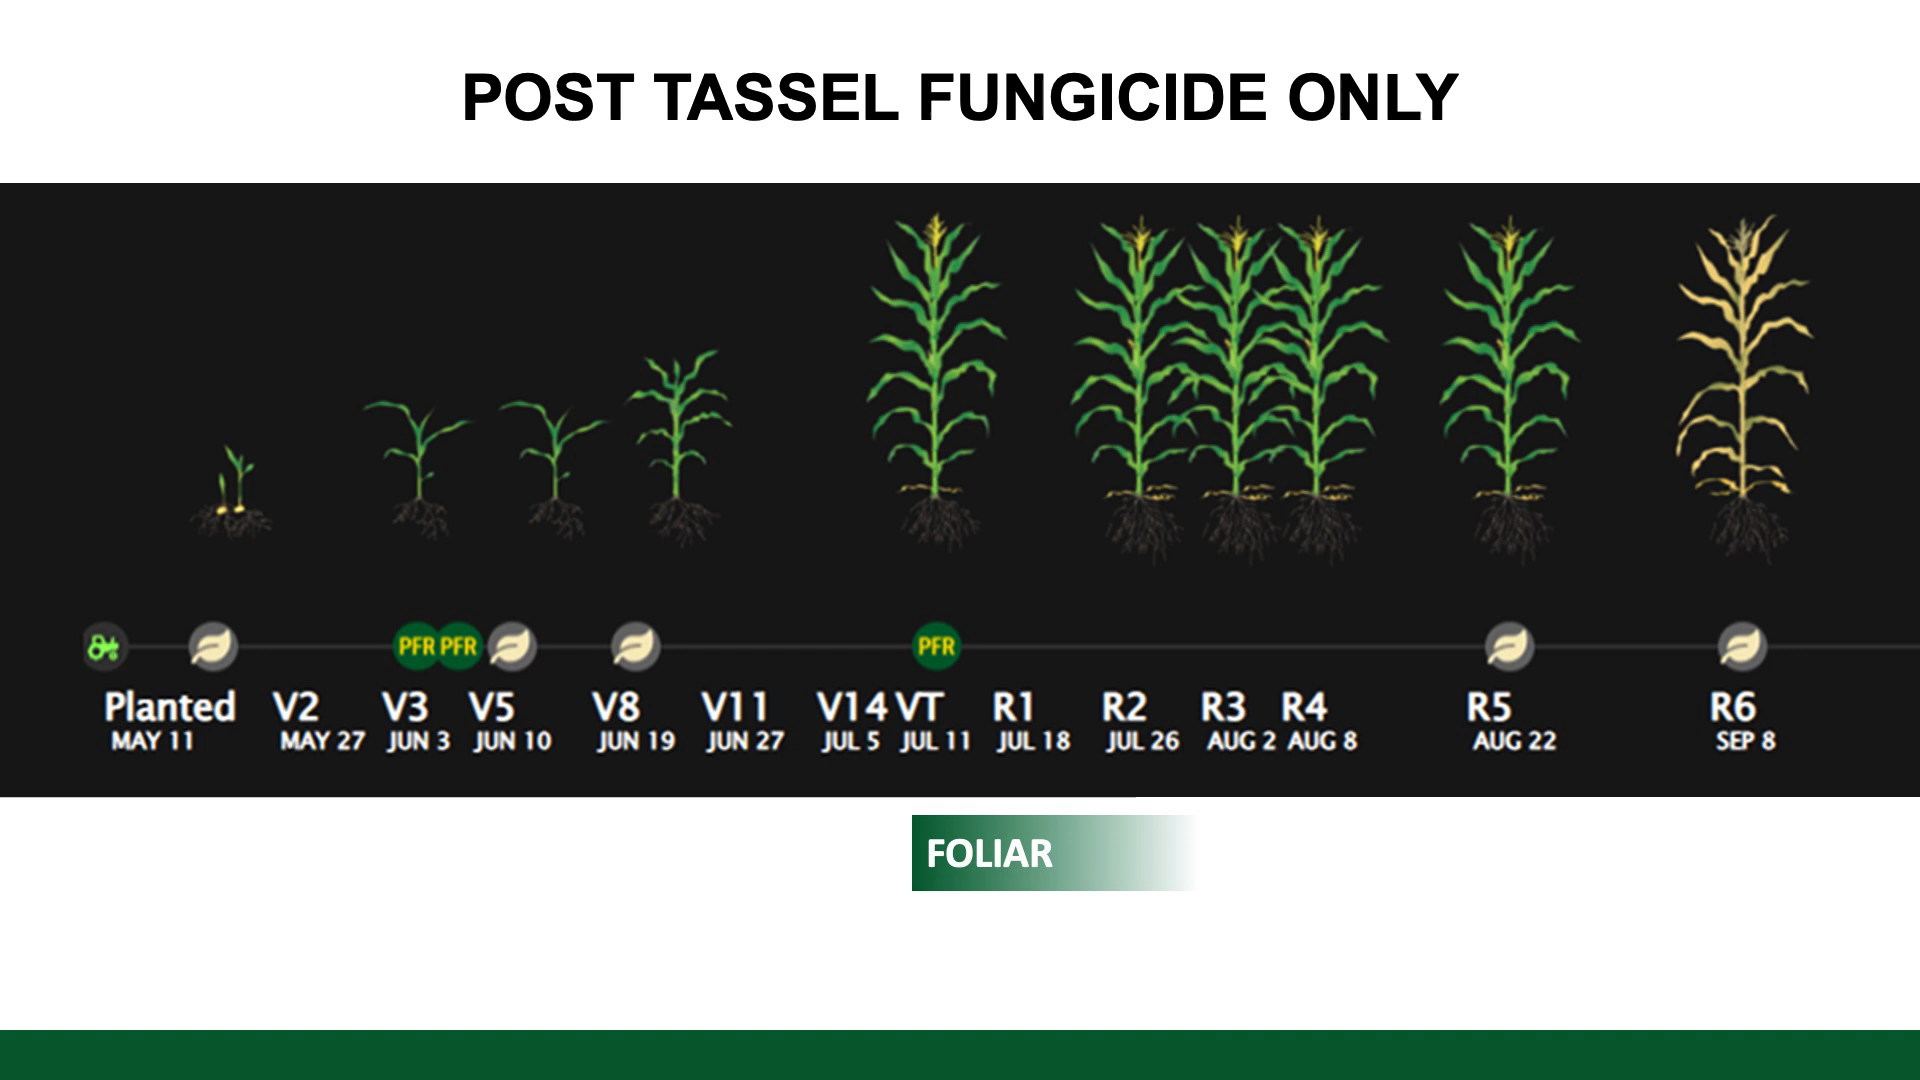 POST TASSEL FUNGICIDE ONLY
PFR PFR PFR
Planted V2 V3 V5 V8 V11 V14 VT R1 R2 R3 R4 R5 R6
MAY 11 MAY 27 JUN 3 JUN 10 JUN 19 JUN 27 JUL 5 JUL 11 JUL 18 JUL 26 AUG 2 AUG 8 AUG 22 SEP 8
FOLIAR